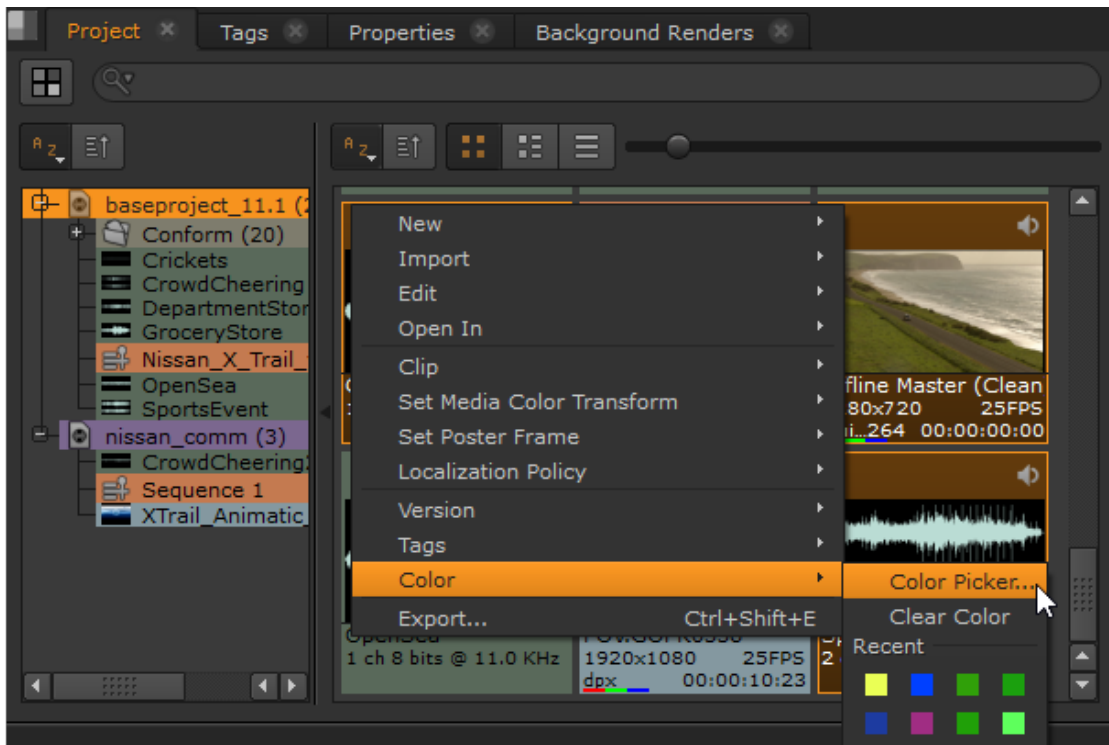 Project Tags Properties Background Renders
A Z A Z
baseproject_11.1 (
Conform (20)
Crickets
CrowdCheering
DepartmentStor
GroceryStore
Nissan_X_Trail_
OpenSea
SportsEvent
nissan_comm (3)
CrowdCheering
Sequence 1
XTrail_Animatic_
New
Import
Edit
Open In
Clip
Set Media Color Transform
Set Poster Frame
Localization Policy
Version
Tags
Color
Export... Ctrl+Shift+E
fline Master (Clean
80x720 25FPS
i...264 00:00:00:00
Color Picker...
Clear Color
Recent
OpenSea
1 ch 8 bits @ 11.0 KHz
1920x1080 25FPS
dpx 00:00:10:23
2